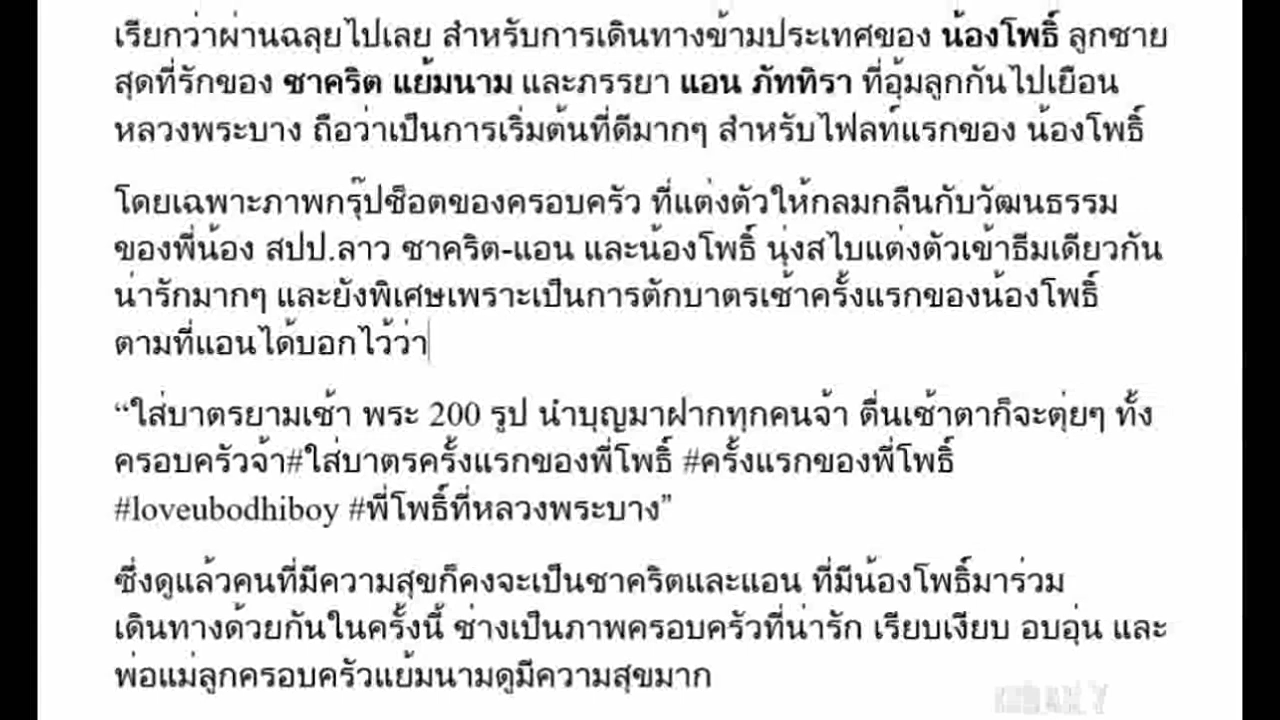 เรียกว่าผ่านฉลุยไปเลย สำหรับการเดินทางข้ามประเทศของ น้องโพธิ์ ลูกชาย
สุดที่รักของ ชาคริต แย้มนาม และภรรยา แอน ภัททิรา ที่อุ้มลูกกันไปเยือน
หลวงพระบาง ถือว่าเป็นการเริ่มต้นที่ดีมากๆ สำหรับไฟลท์แรกของ น้องโพธิ์
โดยเฉพาะภาพกรุ๊ปช็อตของครอบครัว ที่แต่งตัวให้กลมกลืนกับวัฒนธรรม
ของพี่น้อง สปป.ลาว ชาคริต-แอน และน้องโพธิ์ นุ่งสไบแต่งตัวเข้าธีมเดียวกัน
น่ารักมากๆ และยังพิเศษเพราะเป็นการตักบาตรเช้าครั้งแรกของน้องโพธิ์
ตามที่แอนได้บอกไว้ว่า
“ใส่บาตรยามเช้า พระ 200 รูป นำบุญมาฝากทุกคนจ้า ตื่นเช้าตาก็จะตุ่ยๆ ทั้ง
ครอบครัวจ้า#ใส่บาตรครั้งแรกของพี่โพธิ์ #ครั้งแรกของพี่โพธิ์
#loveubodhiboy #พี่โพธิ์ที่หลวงพระบาง”
ซึ่งดูแล้วคนที่มีความสุขก็คงจะเป็นชาคริตและแอน ที่มีน้องโพธิ์มาร่วม
เดินทางด้วยกันในครั้งนี้ ช่างเป็นภาพครอบครัวที่น่ารัก เรียบเงียบ อบอุ่น และ
พ่อแม่ลูกครอบครัวแย้มนามดูมีความสุขมาก